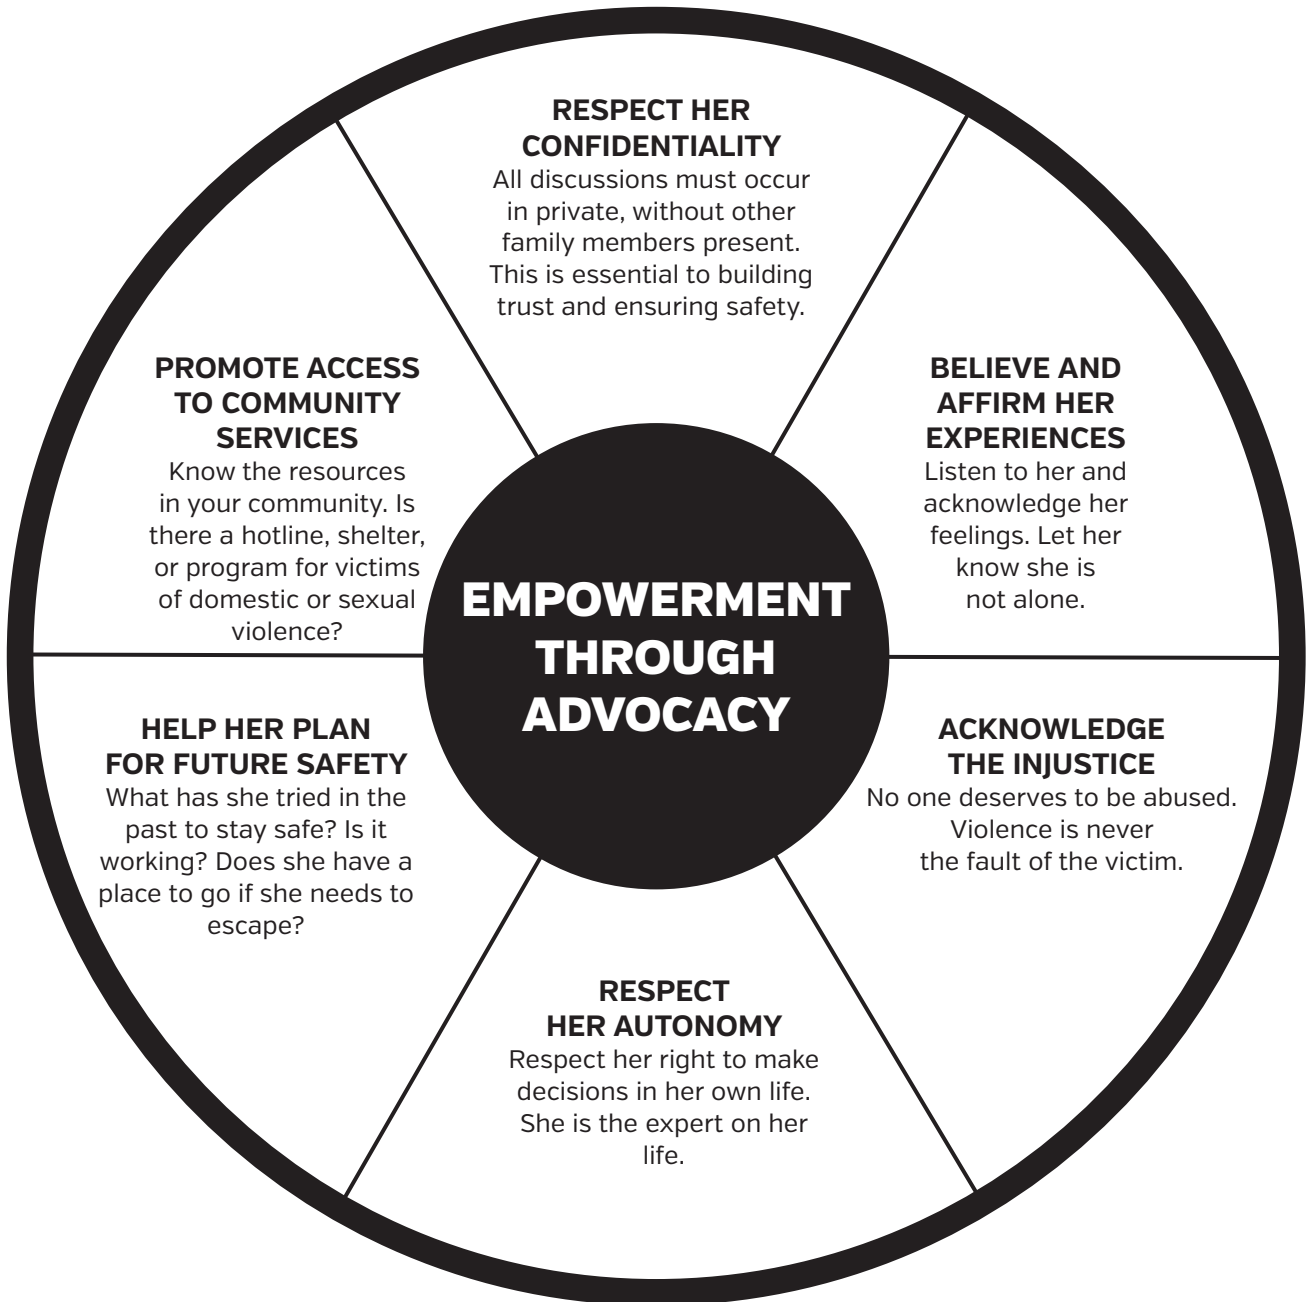 RESPECT HER
CONFIDENTIALITY
All discussions must occur
in private, without other
family members present.
This is essential to building
trust and ensuring safety.
BELIEVE AND
AFFIRM HER
EXPERIENCES
Listen to her and
acknowledge her
feelings. Let her
know she is
not alone.
ACKNOWLEDGE
THE INJUSTICE
No one deserves to be abused.
Violence is never
the fault of the victim.
RESPECT
HER AUTONOMY
Respect her right to make
decisions in her own life.
She is the expert on her
life.
HELP HER PLAN
FOR FUTURE SAFETY
What has she tried in the
past to stay safe? Is it
working? Does she have a
place to go if she needs to
escape?
PROMOTE ACCESS
TO COMMUNITY
SERVICES
Know the resources
in your community. Is
there a hotline, shelter,
or program for victims
of domestic or sexual
violence?
EMPOWERMENT
THROUGH
ADVOCACY